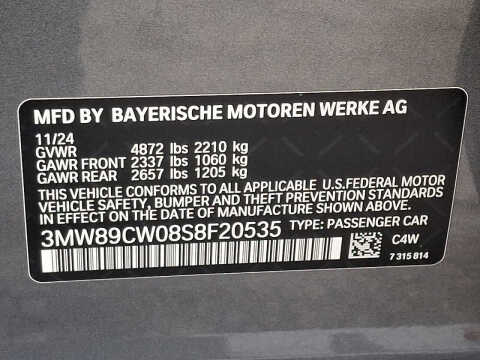 MFD BY BAYERISCHE MOTOREN WERKE AG
11/24
GVWR 4872 lbs 2210 kg
GAWR FRONT 2337 lbs 1060 kg
GAWR REAR 2657 lbs 1205 kg
THIS VEHICLE CONFORMS TO ALL APPLICABLE U.S.FEDERAL MOTOR
VEHICLE SAFETY, BUMPER, AND THEFT PREVENTION STANDARDS
IN EFFECT ON THE DATE OF MANUFACTURE SHOWN ABOVE.
3MW89CW08S8F20535 TYPE: PASSENGER CAR
C4W
7 315 814